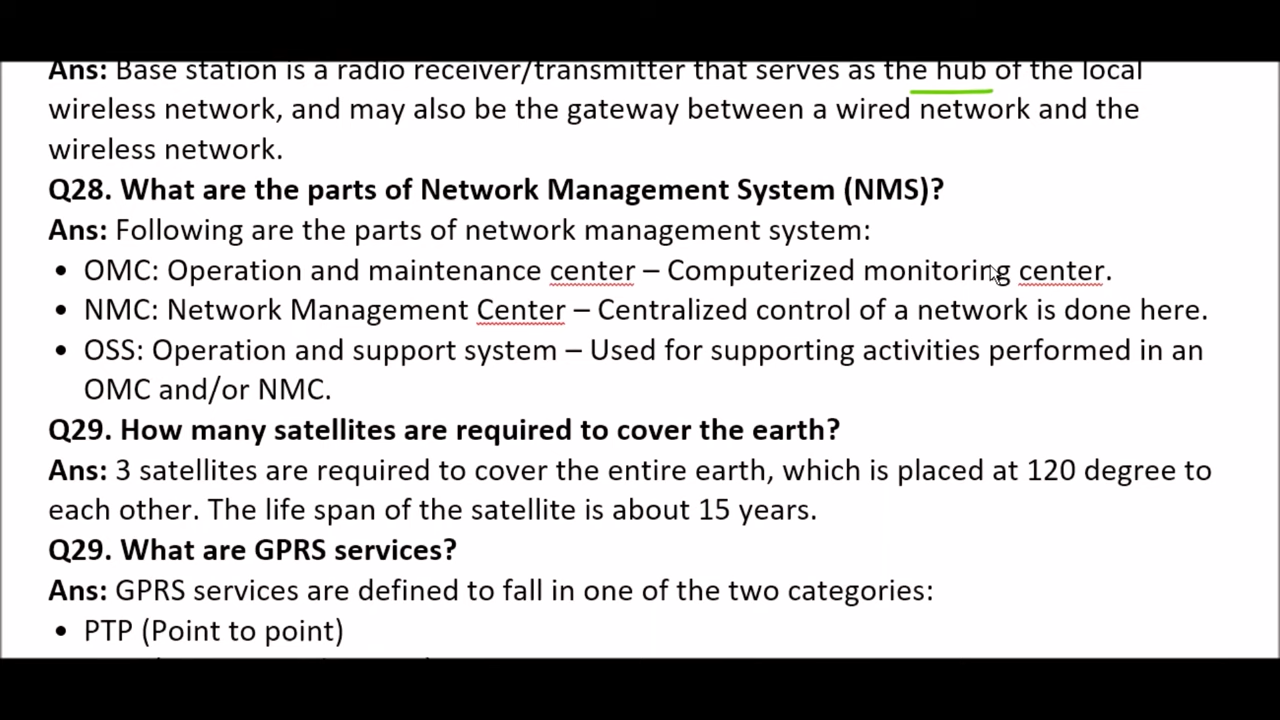 Ans: Base station is a radio receiver/transmitter that serves as the hub of the local
wireless network, and may also be the gateway between a wired network and the
wireless network.
Q28. What are the parts of Network Management System (NMS)?
Ans: Following are the parts of network management system:
• OMC: Operation and maintenance center – Computerized monitoring center.
• NMC: Network Management Center – Centralized control of a network is done here.
• OSS: Operation and support system – Used for supporting activities performed in an
OMC and/or NMC.
Q29. How many satellites are required to cover the earth?
Ans: 3 satellites are required to cover the entire earth, which is placed at 120 degree to
each other. The life span of the satellite is about 15 years.
Q29. What are GPRS services?
Ans: GPRS services are defined to fall in one of the two categories:
• PTP (Point to point)